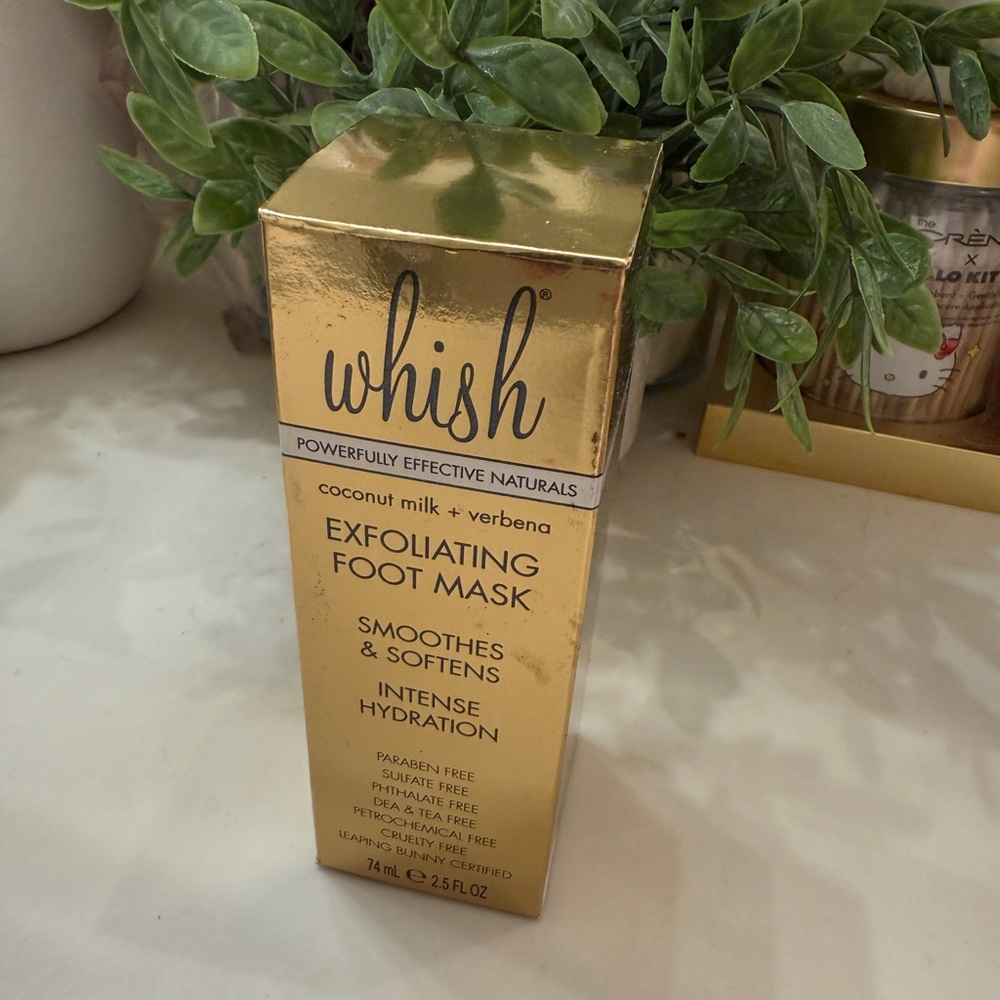 whish®
POWERFULLY EFFECTIVE NATURALS
coconut milk + verbena
EXFOLIATING
FOOT MASK
SMOOTHES
& SOFTENS
INTENSE
HYDRATION
PARABEN FREE
SULFATE FREE
PHTHALATE FREE
DEA & TEA FREE
PETROCHEMICAL FREE
CRUELTY FREE
LEAPING BUNNY CERTIFIED
74 mL e 2.5 FL OZ
the
X